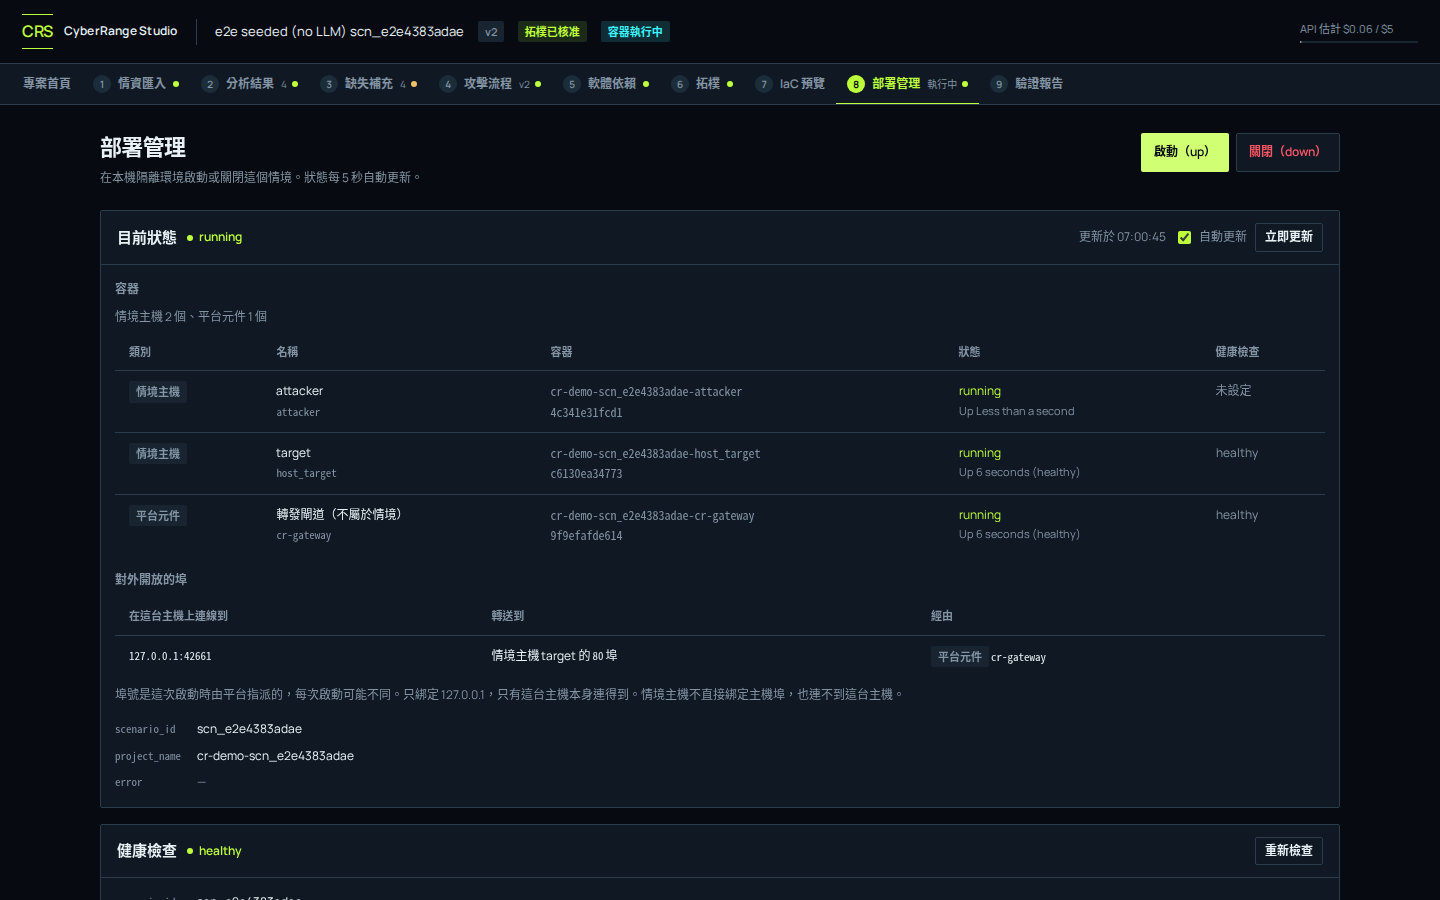 CRS CyberRange Studio e2e seeded (no LLM) scn_e2e4383adae v2 拓樸已核准 容器執行中 API 估計 $0.06 / $5
專案首頁 1 情資匯入 2 分析結果 4 3 缺失補充 4 4 攻擊流程 v2 5 軟體依賴 6 拓樸 7 IaC 預覽 8 部署管理 執行中 9 驗證報告
部署管理
啟動（up） 關閉（down）
在本機隔離環境啟動或關閉這個情境。狀態每 5 秒自動更新。
目前狀態 running 更新於 07:00:45 自動更新 立即更新
容器
情境主機 2 個、平台元件 1 個
類別 名稱 容器 狀態 健康檢查
情境主機 attacker cr-demo-scn_e2e4383adae-attacker running 未設定
attacker 4c341e31fcd1 Up Less than a second
情境主機 target cr-demo-scn_e2e4383adae-host_target running healthy
host_target c6130ea34773 Up 6 seconds (healthy)
平台元件 轉發閘道（不屬於情境） cr-demo-scn_e2e4383adae-cr-gateway running healthy
cr-gateway 9f9efafde614 Up 6 seconds (healthy)
對外開放的埠
在這台主機上連線到 轉送到 經由
127.0.0.1:42661 情境主機 target 的 80 埠 平台元件 cr-gateway
埠號是這次啟動時由平台指派的，每次啟動可能不同。只綁定 127.0.0.1，只有這台主機本身連得到。情境主機不直接綁定主機埠，也連不到這台主機。
scenario_id scn_e2e4383adae
project_name cr-demo-scn_e2e4383adae
error —
健康檢查 healthy 重新檢查